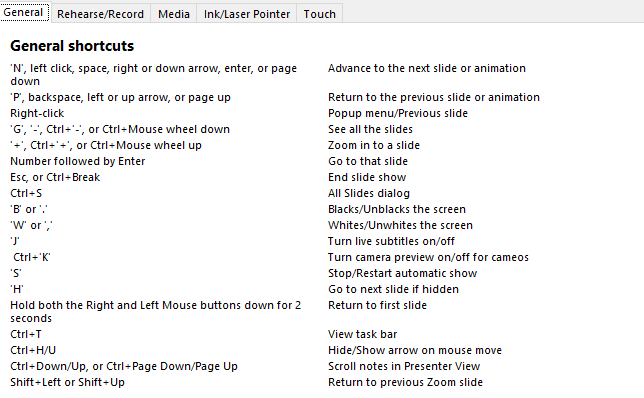 General Rehearse/Record Media Ink/Laser Pointer Touch
General shortcuts
'N', left click, space, right or down arrow, enter, or page Advance to the next slide or animation
down
'P', backspace, left or up arrow, or page up Return to the previous slide or animation
Right-click Popup menu/Previous slide
'G', '-', Ctrl+'-', or Ctrl+Mouse wheel down See all the slides
'+', Ctrl+'+', or Ctrl+Mouse wheel up Zoom in to a slide
Number followed by Enter Go to that slide
Esc, or Ctrl+Break End slide show
Ctrl+S All Slides dialog
'B' or '.' Blacks/Unblacks the screen
'W' or ',' Whites/Unwhites the screen
'J' Turn live subtitles on/off
Ctrl+'K' Turn camera preview on/off for cameos
'S' Stop/Restart automatic show
'H' Go to next slide if hidden
Hold both the Right and Left Mouse buttons down for 2 Return to first slide
seconds
Ctrl+T View task bar
Ctrl+H/U Hide/Show arrow on mouse move
Ctrl+Down/Up, or Ctrl+Page Down/Page Up Scroll notes in Presenter View
Shift+Left or Shift+Up Return to previous Zoom slide